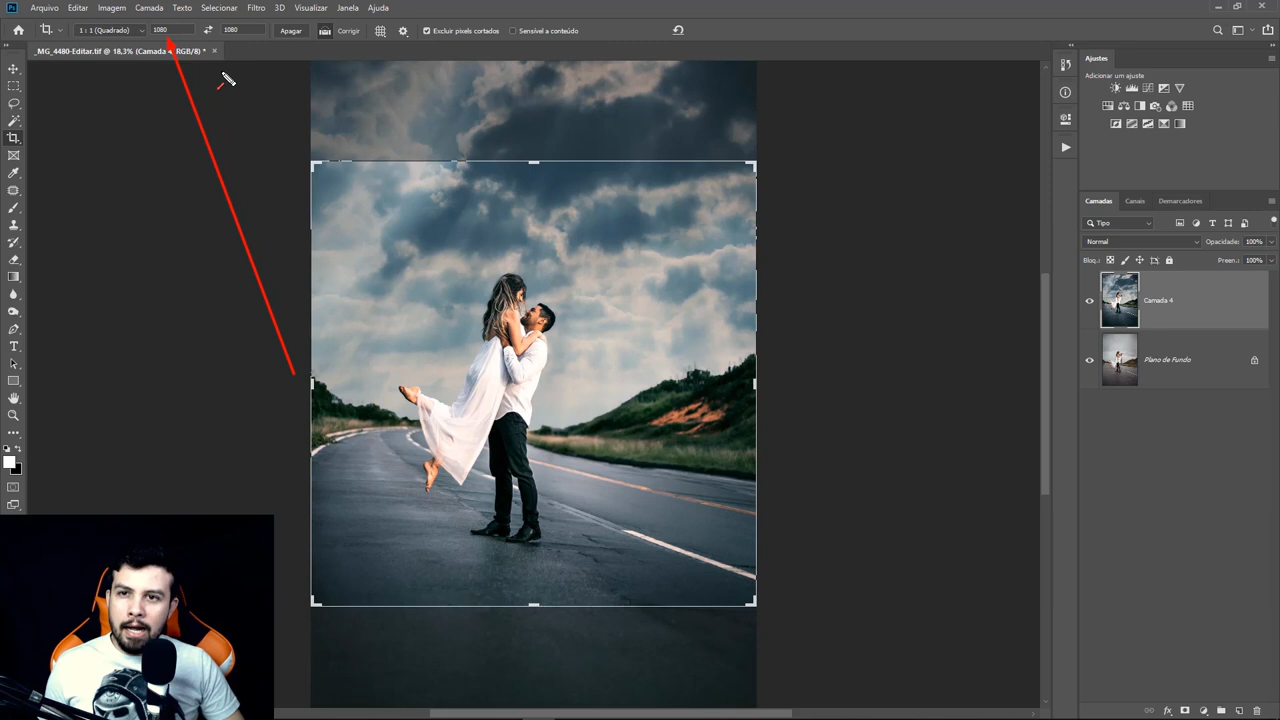 Ps Arquivo Editar Imagem Camada Texto Selecionar Filtro 3D Visualizar Janela Ajuda
1 : 1 (Quadrado) 1080 1080 Apagar Corrigir Excluir pixels cortados Sensível a conteúdo
_MG_4480-Editar.tif @ 18,3% (Camada 4, RGB/8) * ×
Ajustes
Adicionar um ajuste
Camadas Canais Demarcadores
Tipo
Normal Opacidade: 100%
Bloq.: Preen.: 100%
Camada 4
Plano de Fundo
fx